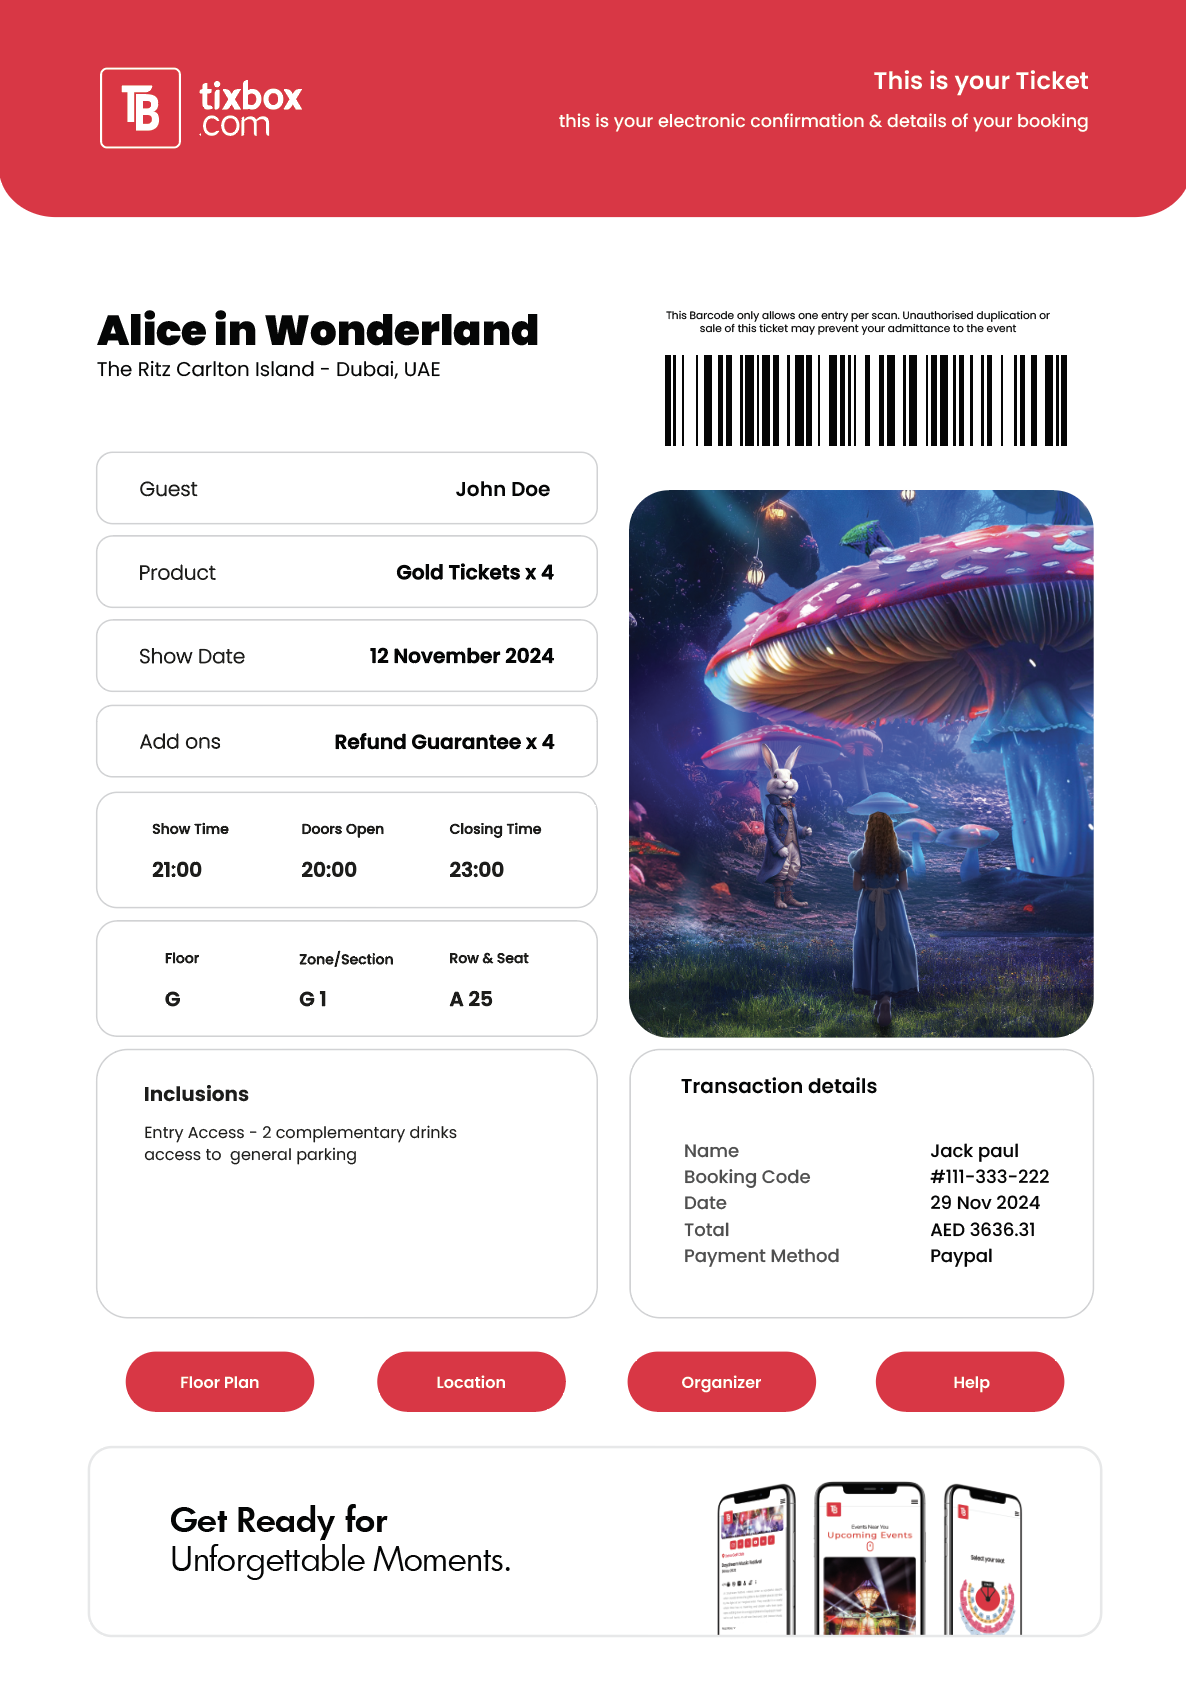 TB
tixbox
.com
This is your Ticket
this is your electronic confirmation & details of your booking
Alice in Wonderland
The Ritz Carlton Island - Dubai, UAE
This Barcode only allows one entry per scan. Unauthorised duplication or
sale of this ticket may prevent your admittance to the event
Guest John Doe
Product Gold Tickets x 4
Show Date 12 November 2024
Add ons Refund Guarantee x 4
Show Time Doors Open Closing Time
21:00 20:00 23:00
Floor Zone/Section Row & Seat
G G 1 A 25
Inclusions
Entry Access - 2 complementary drinks
access to general parking
Transaction details
Name Jack paul
Booking Code #111-333-222
Date 29 Nov 2024
Total AED 3636.31
Payment Method Paypal
Floor Plan
Location
Organizer
Help
Get Ready for
Unforgettable Moments.
Events Near You
Upcoming Events
Select your seat